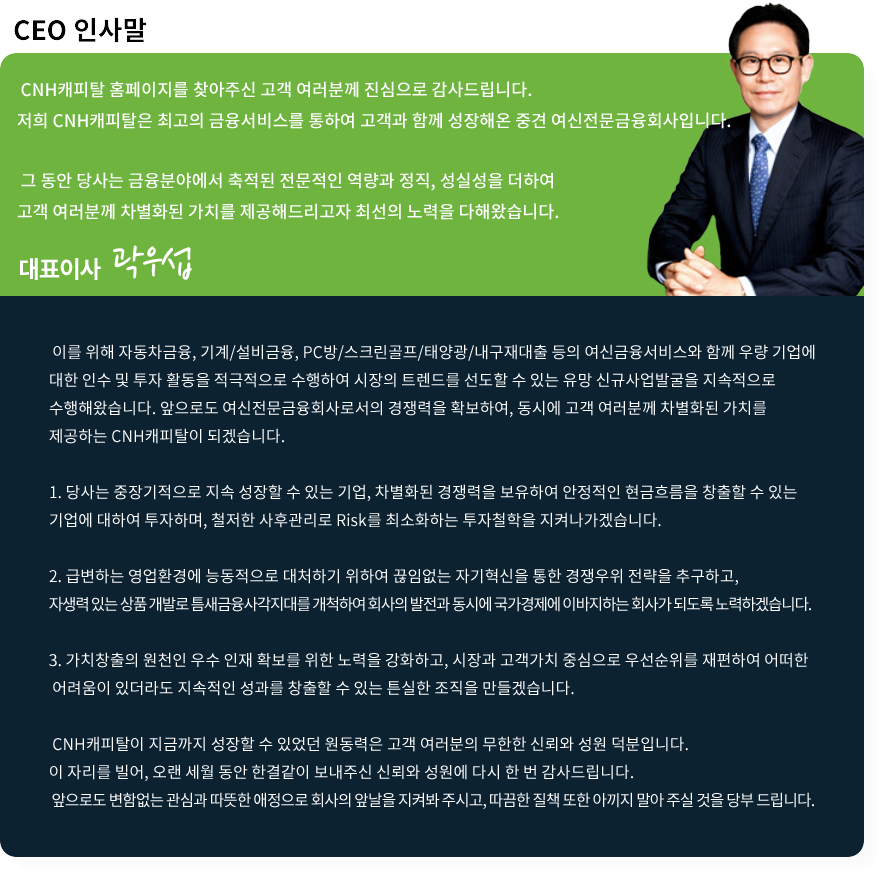 CEO 인사말
CNH캐피탈 홈페이지를 찾아주신 고객 여러분께 진심으로 감사드립니다.
저희 CNH캐피탈은 최고의 금융서비스를 통하여 고객과 함께 성장해온 중견 여신전문금융회사입니다.
그 동안 당사는 금융분야에서 축적된 전문적인 역량과 정직, 성실성을 더하여
고객 여러분께 차별화된 가치를 제공해드리고자 최선의 노력을 다해왔습니다.
대표이사 곽우섭
이를 위해 자동차금융, 기계/설비금융, PC방/스크린골프/태양광/내구재대출 등의 여신금융서비스와 함께 우량 기업에
대한 인수 및 투자 활동을 적극적으로 수행하여 시장의 트렌드를 선도할 수 있는 유망 신규사업발굴을 지속적으로
수행해왔습니다. 앞으로도 여신전문금융회사로서의 경쟁력을 확보하여, 동시에 고객 여러분께 차별화된 가치를
제공하는 CNH캐피탈이 되겠습니다.
1. 당사는 중장기적으로 지속 성장할 수 있는 기업, 차별화된 경쟁력을 보유하여 안정적인 현금흐름을 창출할 수 있는
기업에 대하여 투자하며, 철저한 사후관리로 Risk를 최소화하는 투자철학을 지켜나가겠습니다.
2. 급변하는 영업환경에 능동적으로 대처하기 위하여 끊임없는 자기혁신을 통한 경쟁우위 전략을 추구하고,
자생력 있는 상품 개발로 틈새금융사각지대를 개척하여 회사의 발전과 동시에 국가경제에 이바지하는 회사가 되도록 노력하겠습니다.
3. 가치창출의 원천인 우수 인재 확보를 위한 노력을 강화하고, 시장과 고객가치 중심으로 우선순위를 재편하여 어떠한
어려움이 있더라도 지속적인 성과를 창출할 수 있는 튼실한 조직을 만들겠습니다.
CNH캐피탈이 지금까지 성장할 수 있었던 원동력은 고객 여러분의 무한한 신뢰와 성원 덕분입니다.
이 자리를 빌어, 오랜 세월 동안 한결같이 보내주신 신뢰와 성원에 다시 한 번 감사드립니다.
앞으로도 변함없는 관심과 따뜻한 애정으로 회사의 앞날을 지켜봐 주시고, 따끔한 질책 또한 아끼지 말아 주실 것을 당부 드립니다.